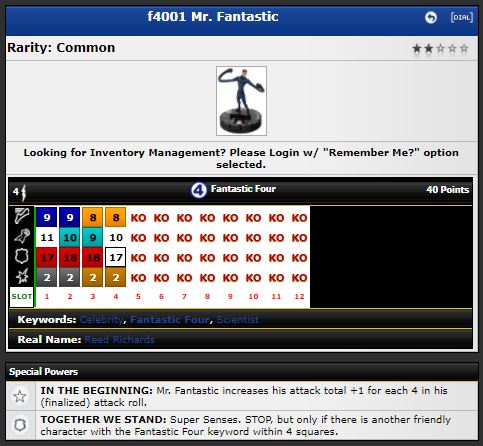 f4001 Mr. Fantastic
[DIAL]
Rarity: Common
Looking for Inventory Management? Please Login w/ "Remember Me?" option
selected.
4 4 Fantastic Four 40 Points
9 9 8 8 KO KO KO KO KO KO KO KO
11 10 9 10 KO KO KO KO KO KO KO KO
17 18 18 17 KO KO KO KO KO KO KO KO
2 2 2 2 KO KO KO KO KO KO KO KO
SLOT 1 2 3 4 5 6 7 8 9 10 11 12
Keywords: Celebrity, Fantastic Four, Scientist
Real Name: Reed Richards
Special Powers
IN THE BEGINNING: Mr. Fantastic increases his attack total +1 for each 4 in his
(finalized) attack roll.
TOGETHER WE STAND: Super Senses. STOP, but only if there is another friendly
character with the Fantastic Four keyword within 4 squares.